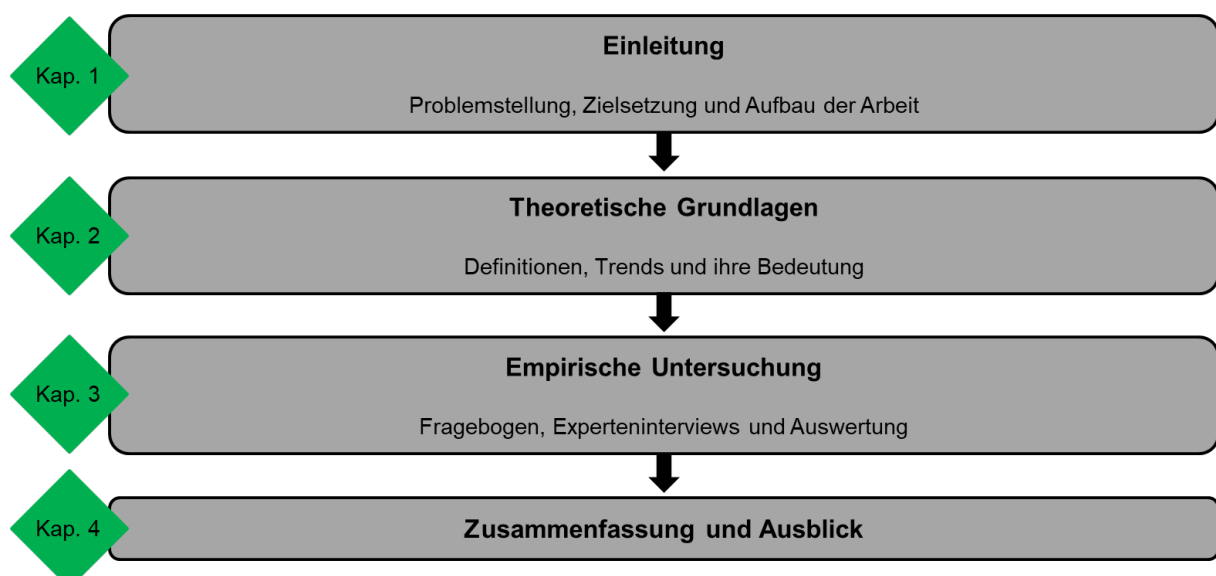 Einleitung
Kap. 1
Problemstellung, Zielsetzung und Aufbau der Arbeit
Theoretische Grundlagen
Kap. 2
Definitionen, Trends und ihre Bedeutung
Empirische Untersuchung
Kap. 3
Fragebogen, Experteninterviews und Auswertung
Kap. 4
Zusammenfassung und Ausblick